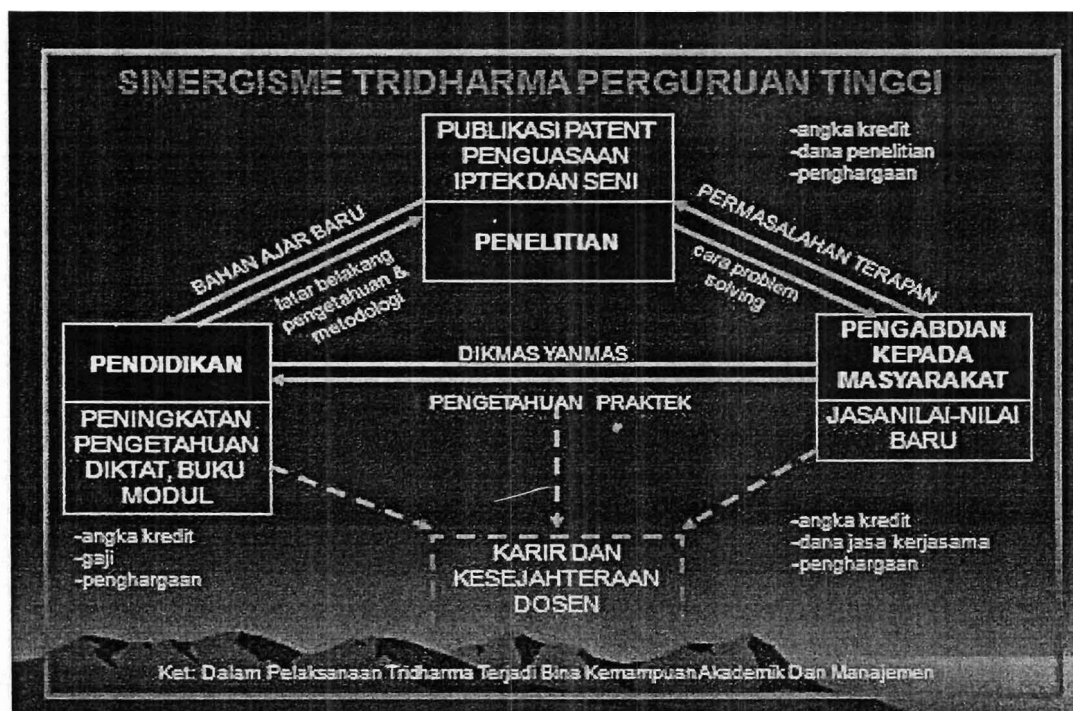 SINERGISME TRIDHARMA PERGURUAN TINGGI
PUBLIKASI PATENT
PENGUASAAN
IPTEK DAN SENI
PENELITIAN
-angka kredit
-dana penelitian
-penghargaan
BAHAN AJAR BARU
latar belakang
pengetahuan &
metodologi
PERMASALAHAN TERAPAN
cara problem
solving
PENDIDIKAN
PENINGKATAN
PENGETAHUAN
DIKTAT, BUKU
MODUL
DIKMAS YANMAS
PENGETAHUAN PRAKTEK
PENGABDIAN
KEPADA
MASYARAKAT
JASANILAI-NILAI
BARU
-angka kredit
-gaji
-penghargaan
KARIR DAN
KESEJAHTERAAN
DOSEN
-angka kredit
-dana jasa kerjasama
-penghargaan
Ket: Dalam Pelaksanaan Tridharma Terjadi Bina Kemampuan Akademik Dan Manajemen